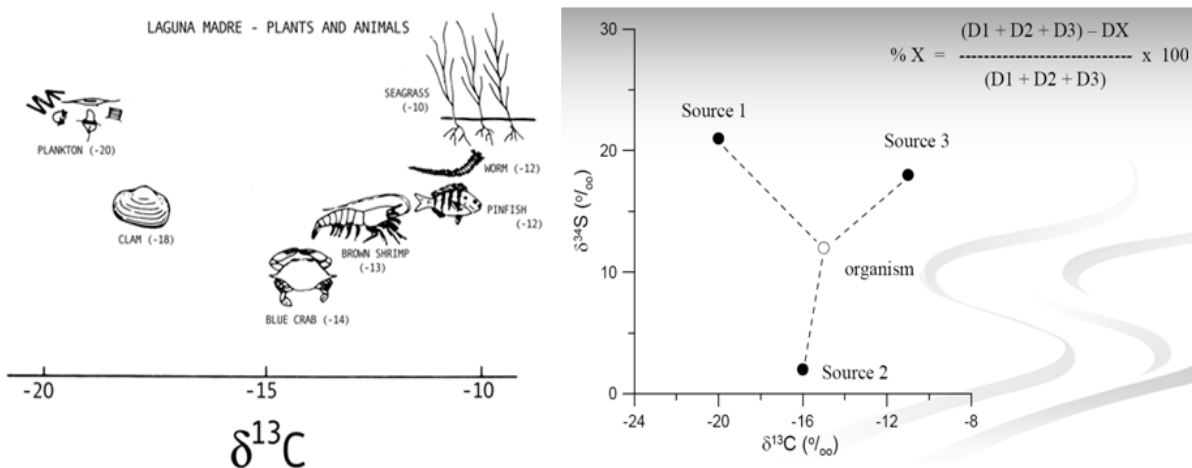 LAGUNA MADRE - PLANTS AND ANIMALS
SEAGRASS
(-10)
PLANKTON (-20)
WORM (-12)
CLAM (-18)
PINFISH
(-12)
BROWN SHRIMP
(-13)
BLUE CRAB (-14)
-20
-15
-10
δ¹³C
% X = (D1 + D2 + D3) – DX
(D1 + D2 + D3)
x 100
30
20
10
0
δ³⁴S (°/₀₀)
Source 1
Source 3
organism
Source 2
-24
-20
-16
-12
-8
δ¹³C (°/₀₀)